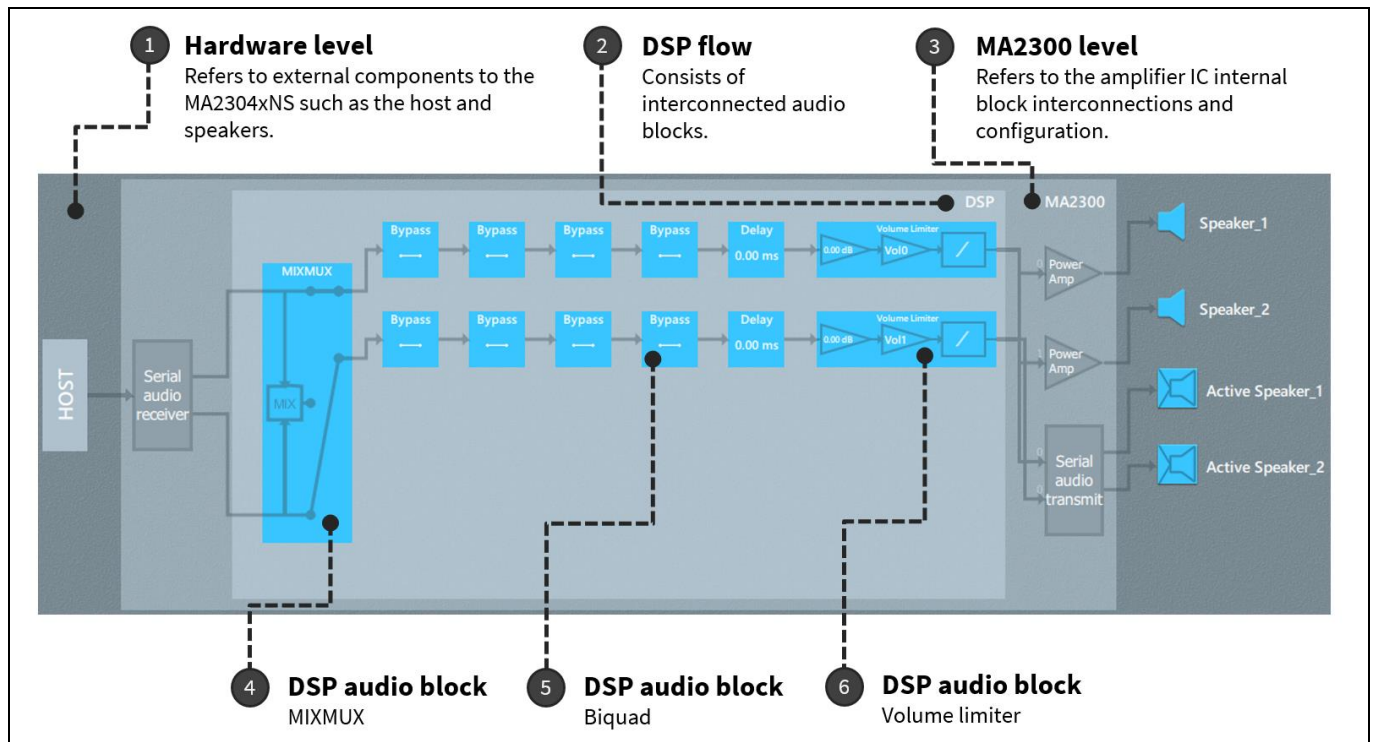 1 Hardware level
Refers to external components to the
MA2304xNS such as the host and
speakers.
2 DSP flow
Consists of
interconnected audio
blocks.
3 MA2300 level
Refers to the amplifier IC internal
block interconnections and
configuration.
DSP
MA2300
HOST
Serial
audio
receiver
MIXMUX
MIX
Bypass
Bypass
Bypass
Bypass
Delay
0.00 ms
Volume Limiter
0.00 dB
Vol0
0
Power
Amp
Speaker_1
Bypass
Bypass
Bypass
Bypass
Delay
0.00 ms
Volume Limiter
0.00 dB
Vol1
1
Power
Amp
Speaker_2
0
0
Serial
audio
transmit
Active Speaker_1
Active Speaker_2
4 DSP audio block
MIXMUX
5 DSP audio block
Biquad
6 DSP audio block
Volume limiter